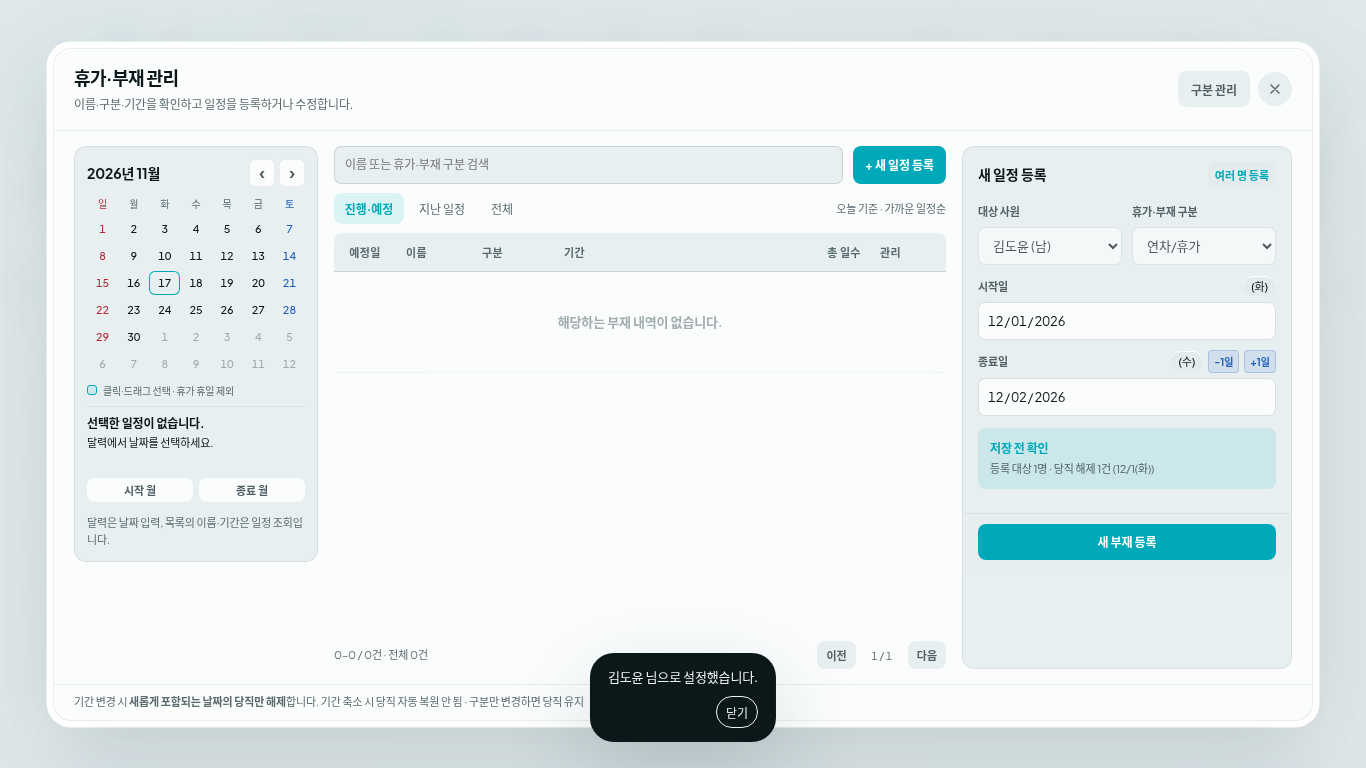 휴가·부재 관리
이름·구분·기간을 확인하고 일정을 등록하거나 수정합니다.
구분 관리
×
2026년 11월
‹ ›
일 월 화 수 목 금 토
1 2 3 4 5 6 7
8 9 10 11 12 13 14
15 16 17 18 19 20 21
22 23 24 25 26 27 28
29 30 1 2 3 4 5
6 7 8 9 10 11 12
클릭·드래그 선택 · 휴가 휴일 제외
선택한 일정이 없습니다.
달력에서 날짜를 선택하세요.
시작 월 종료 월
달력은 날짜 입력, 목록의 이름·기간은 일정 조회입
니다.
이름 또는 휴가·부재 구분 검색
+ 새 일정 등록
진행·예정 지난 일정 전체
오늘 기준 · 가까운 일정순
예정일 이름 구분 기간 총 일수 관리
해당하는 부재 내역이 없습니다.
0–0 / 0건 · 전체 0건
이전 1 / 1 다음
새 일정 등록
여러 명 등록
대상 사원 휴가·부재 구분
김도윤 (남) 연차/휴가
시작일 (화)
12/01/2026
종료일 (수) −1일 +1일
12/02/2026
저장 전 확인
등록 대상 1명 · 당직 해제 1건 (12/1(화))
새 부재 등록
기간 변경 시 새롭게 포함되는 날짜의 당직만 해제합니다. 기간 축소 시 당직 자동 복원 안 됨 · 구분만 변경하면 당직 유지
김도윤 님으로 설정했습니다.
닫기